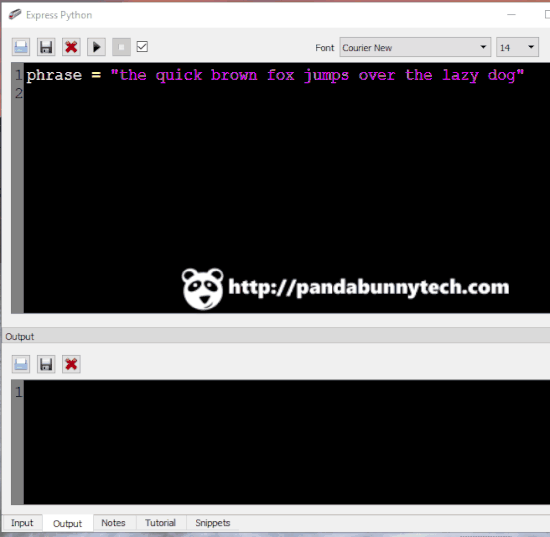 Express Python
Font Courier New 14
1 phrase = "the quick brown fox jumps over the lazy dog"
2
http://pandabunnytech.com
Output
1
Input Output Notes Tutorial Snippets